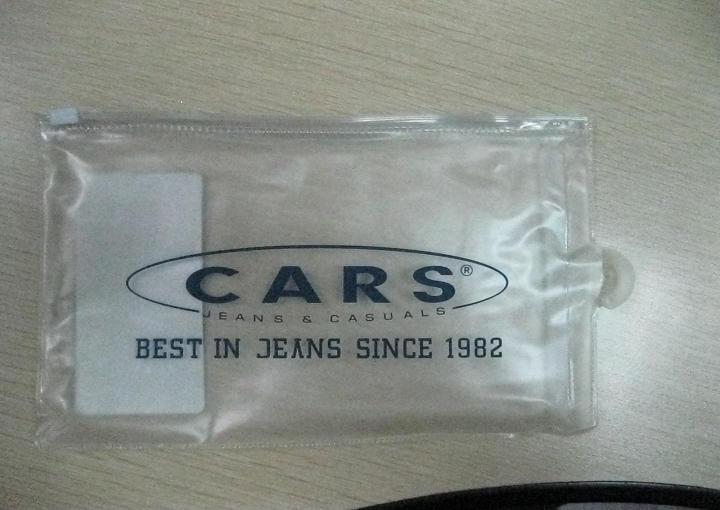 CARS®
JEANS & CASUALS
BEST IN JEANS SINCE 1982